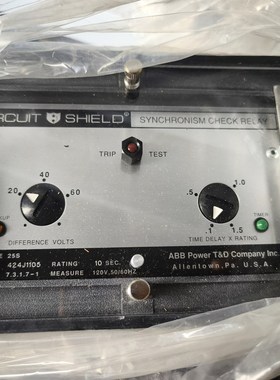 RCUIT SHIELD®
SYNCHRONISM CHECK RELAY
TRIP TEST
40
20 60
.5
1.0
.1 1.5
UP
TIMED
DIFFERENCE VOLTS
TIME DELAY X RATING
E 25S
424J1105 RATING 10 SEC.
7.3.1.7-1 MEASURE 120V,50/60HZ
ABB Power T&D Company Inc.
Allentown,Pa. U.S.A.